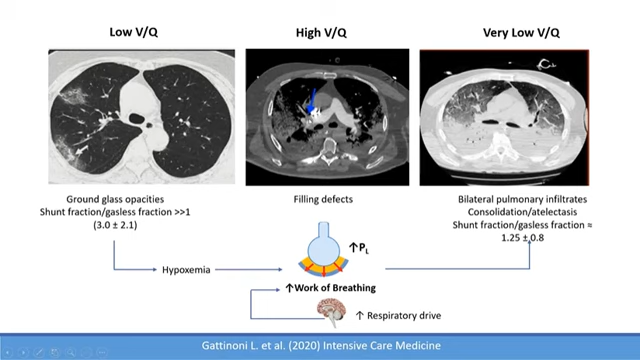 Low V/Q
High V/Q
Very Low V/Q
Ground glass opacities
Shunt fraction/gasless fraction >>1
(3.0 ± 2.1)
Filling defects
Bilateral pulmonary infiltrates
Consolidation/atelectasis
Shunt fraction/gasless fraction ≈
1.25 ± 0.8
↑PL
Hypoxemia
↑Work of Breathing
↑ Respiratory drive
Gattinoni L. et al. (2020) Intensive Care Medicine